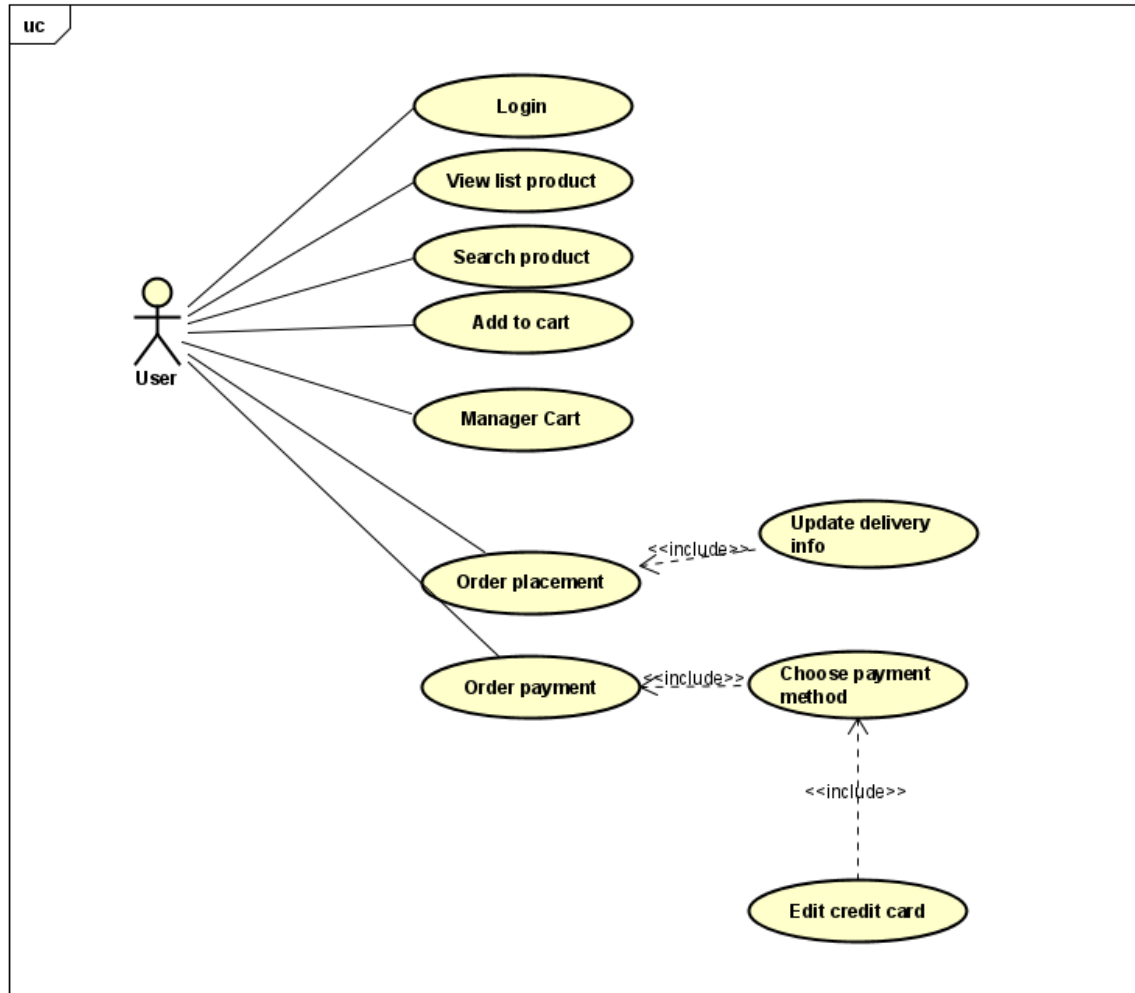 uc
Login
View list product
Search product
Add to cart
User
Manager Cart
Update delivery
info
<<include>>
Order placement
Choose payment
method
<<include>>
Order payment
<<include>>
Edit credit card